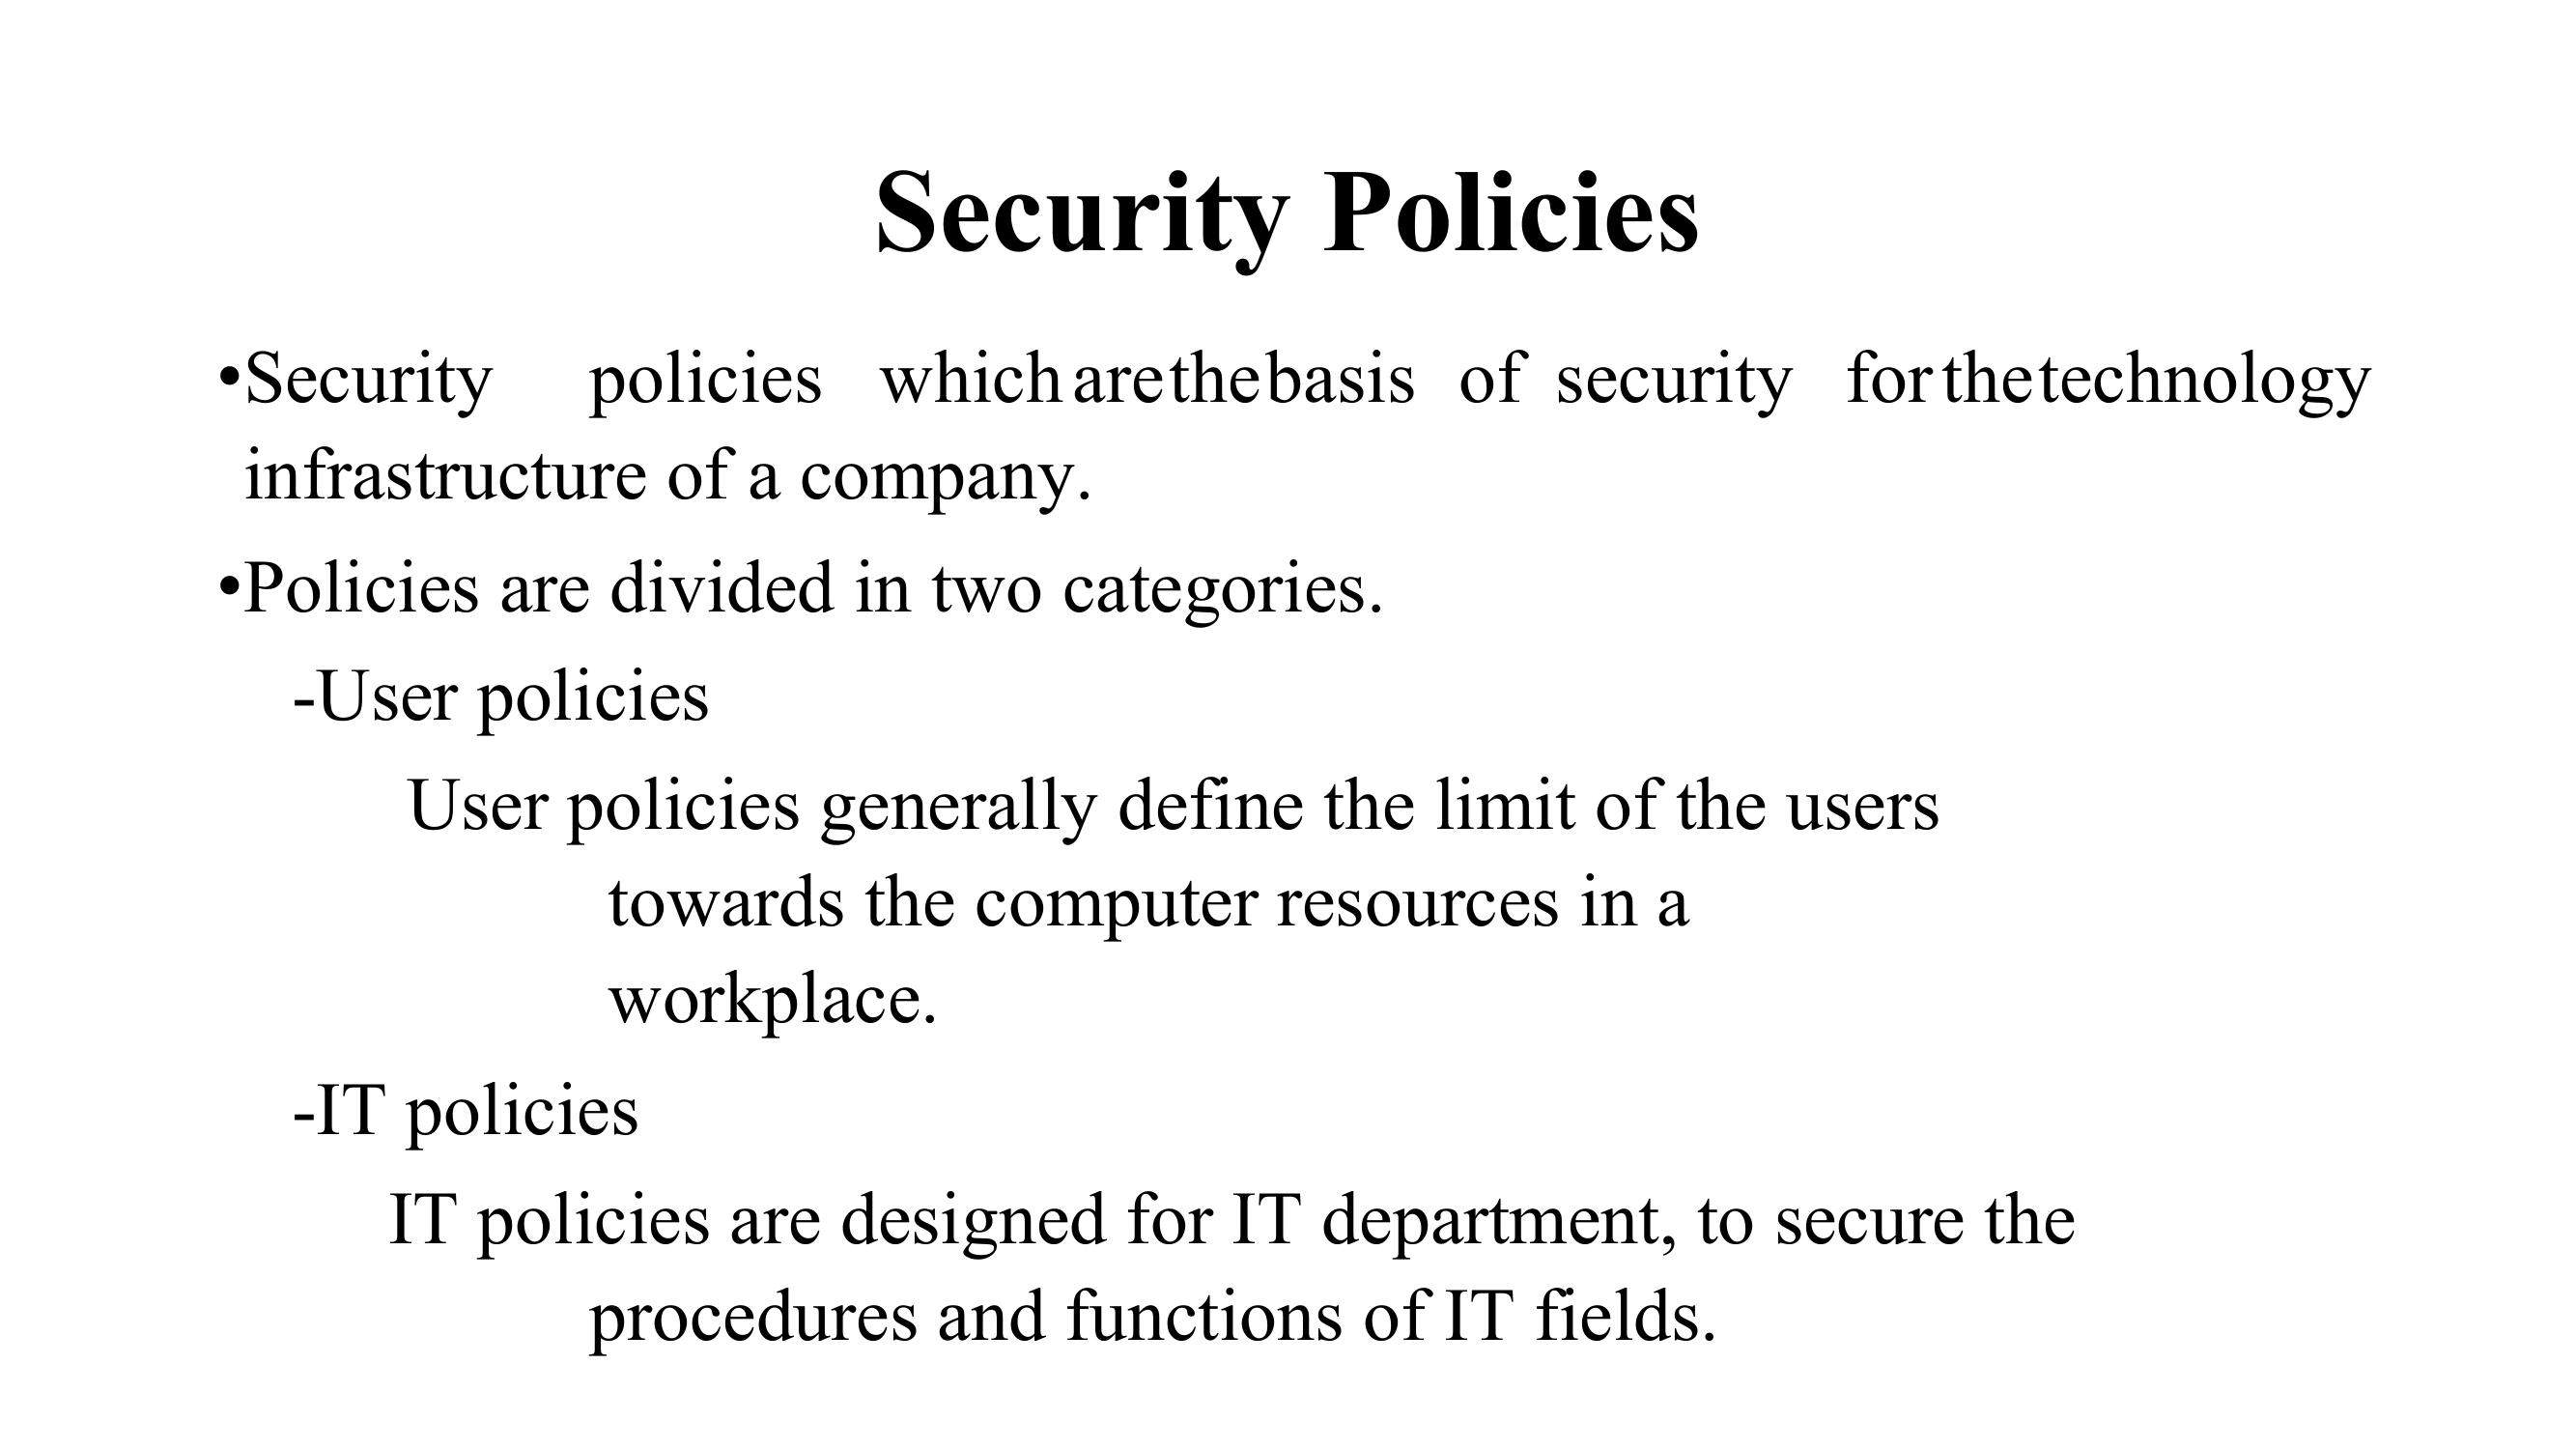 Security Policies
•Security policies which are the basis of security for the technology
infrastructure of a company.
•Policies are divided in two categories.
-User policies
User policies generally define the limit of the users
towards the computer resources in a
workplace.
-IT policies
IT policies are designed for IT department, to secure the
procedures and functions of IT fields.